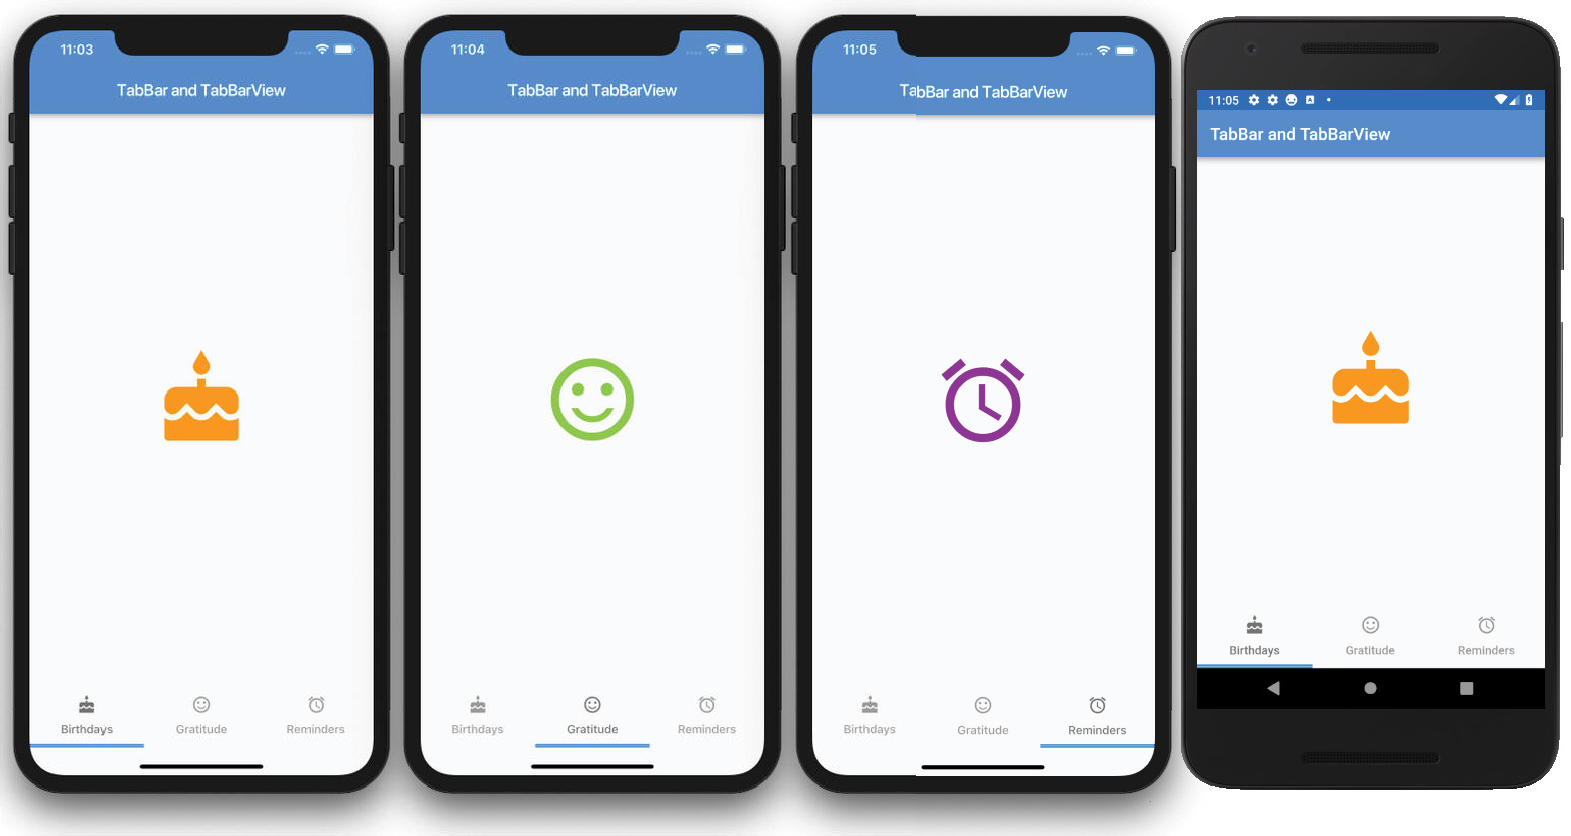 11:03
TabBar and TabBarView
Birthdays Gratitude Reminders
11:04
TabBar and TabBarView
Birthdays Gratitude Reminders
11:05
TabBar and TabBarView
Birthdays Gratitude Reminders
11:05
TabBar and TabBarView
Birthdays Gratitude Reminders